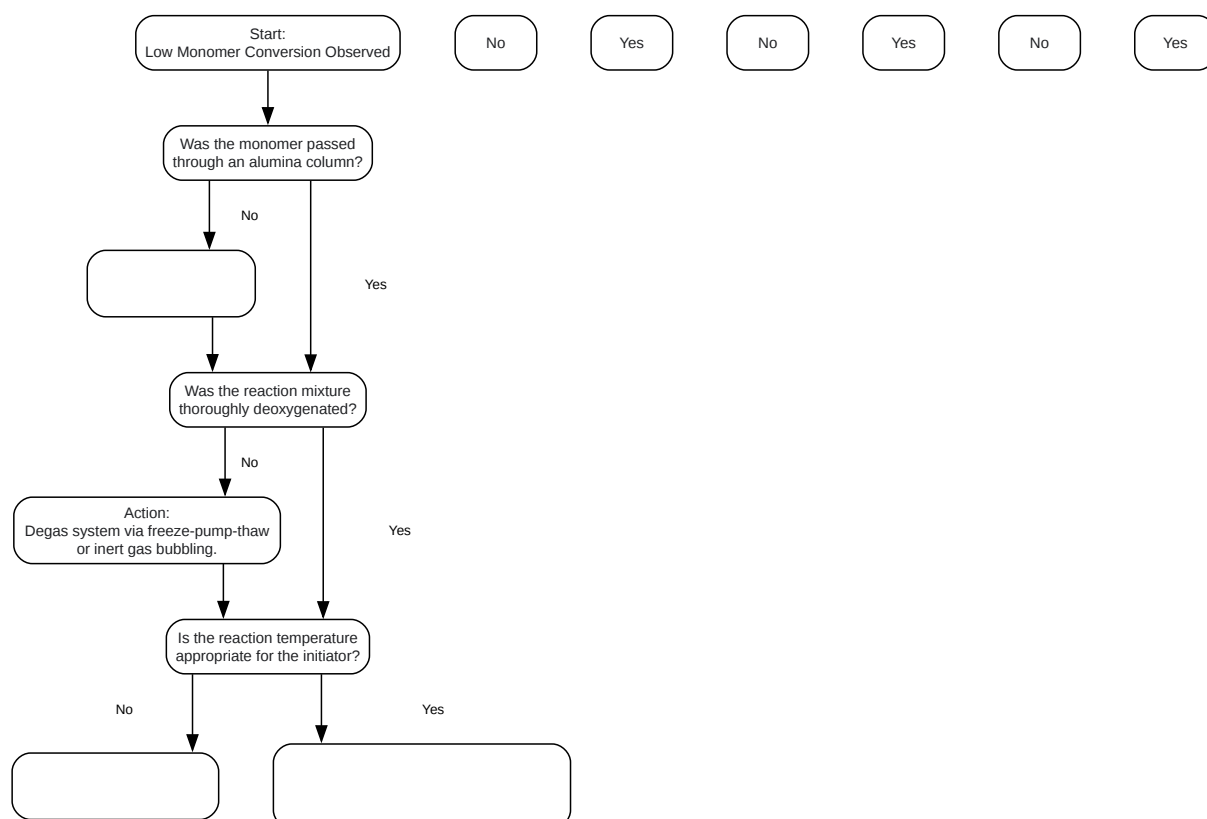 Start:
Low Monomer Conversion Observed
No
Yes
No
Yes
No
Yes
Was the monomer passed
through an alumina column?
No
Yes
Was the reaction mixture
thoroughly deoxygenated?
No
Action:
Degas system via freeze-pump-thaw
or inert gas bubbling.
Yes
Is the reaction temperature
appropriate for the initiator?
No
Yes